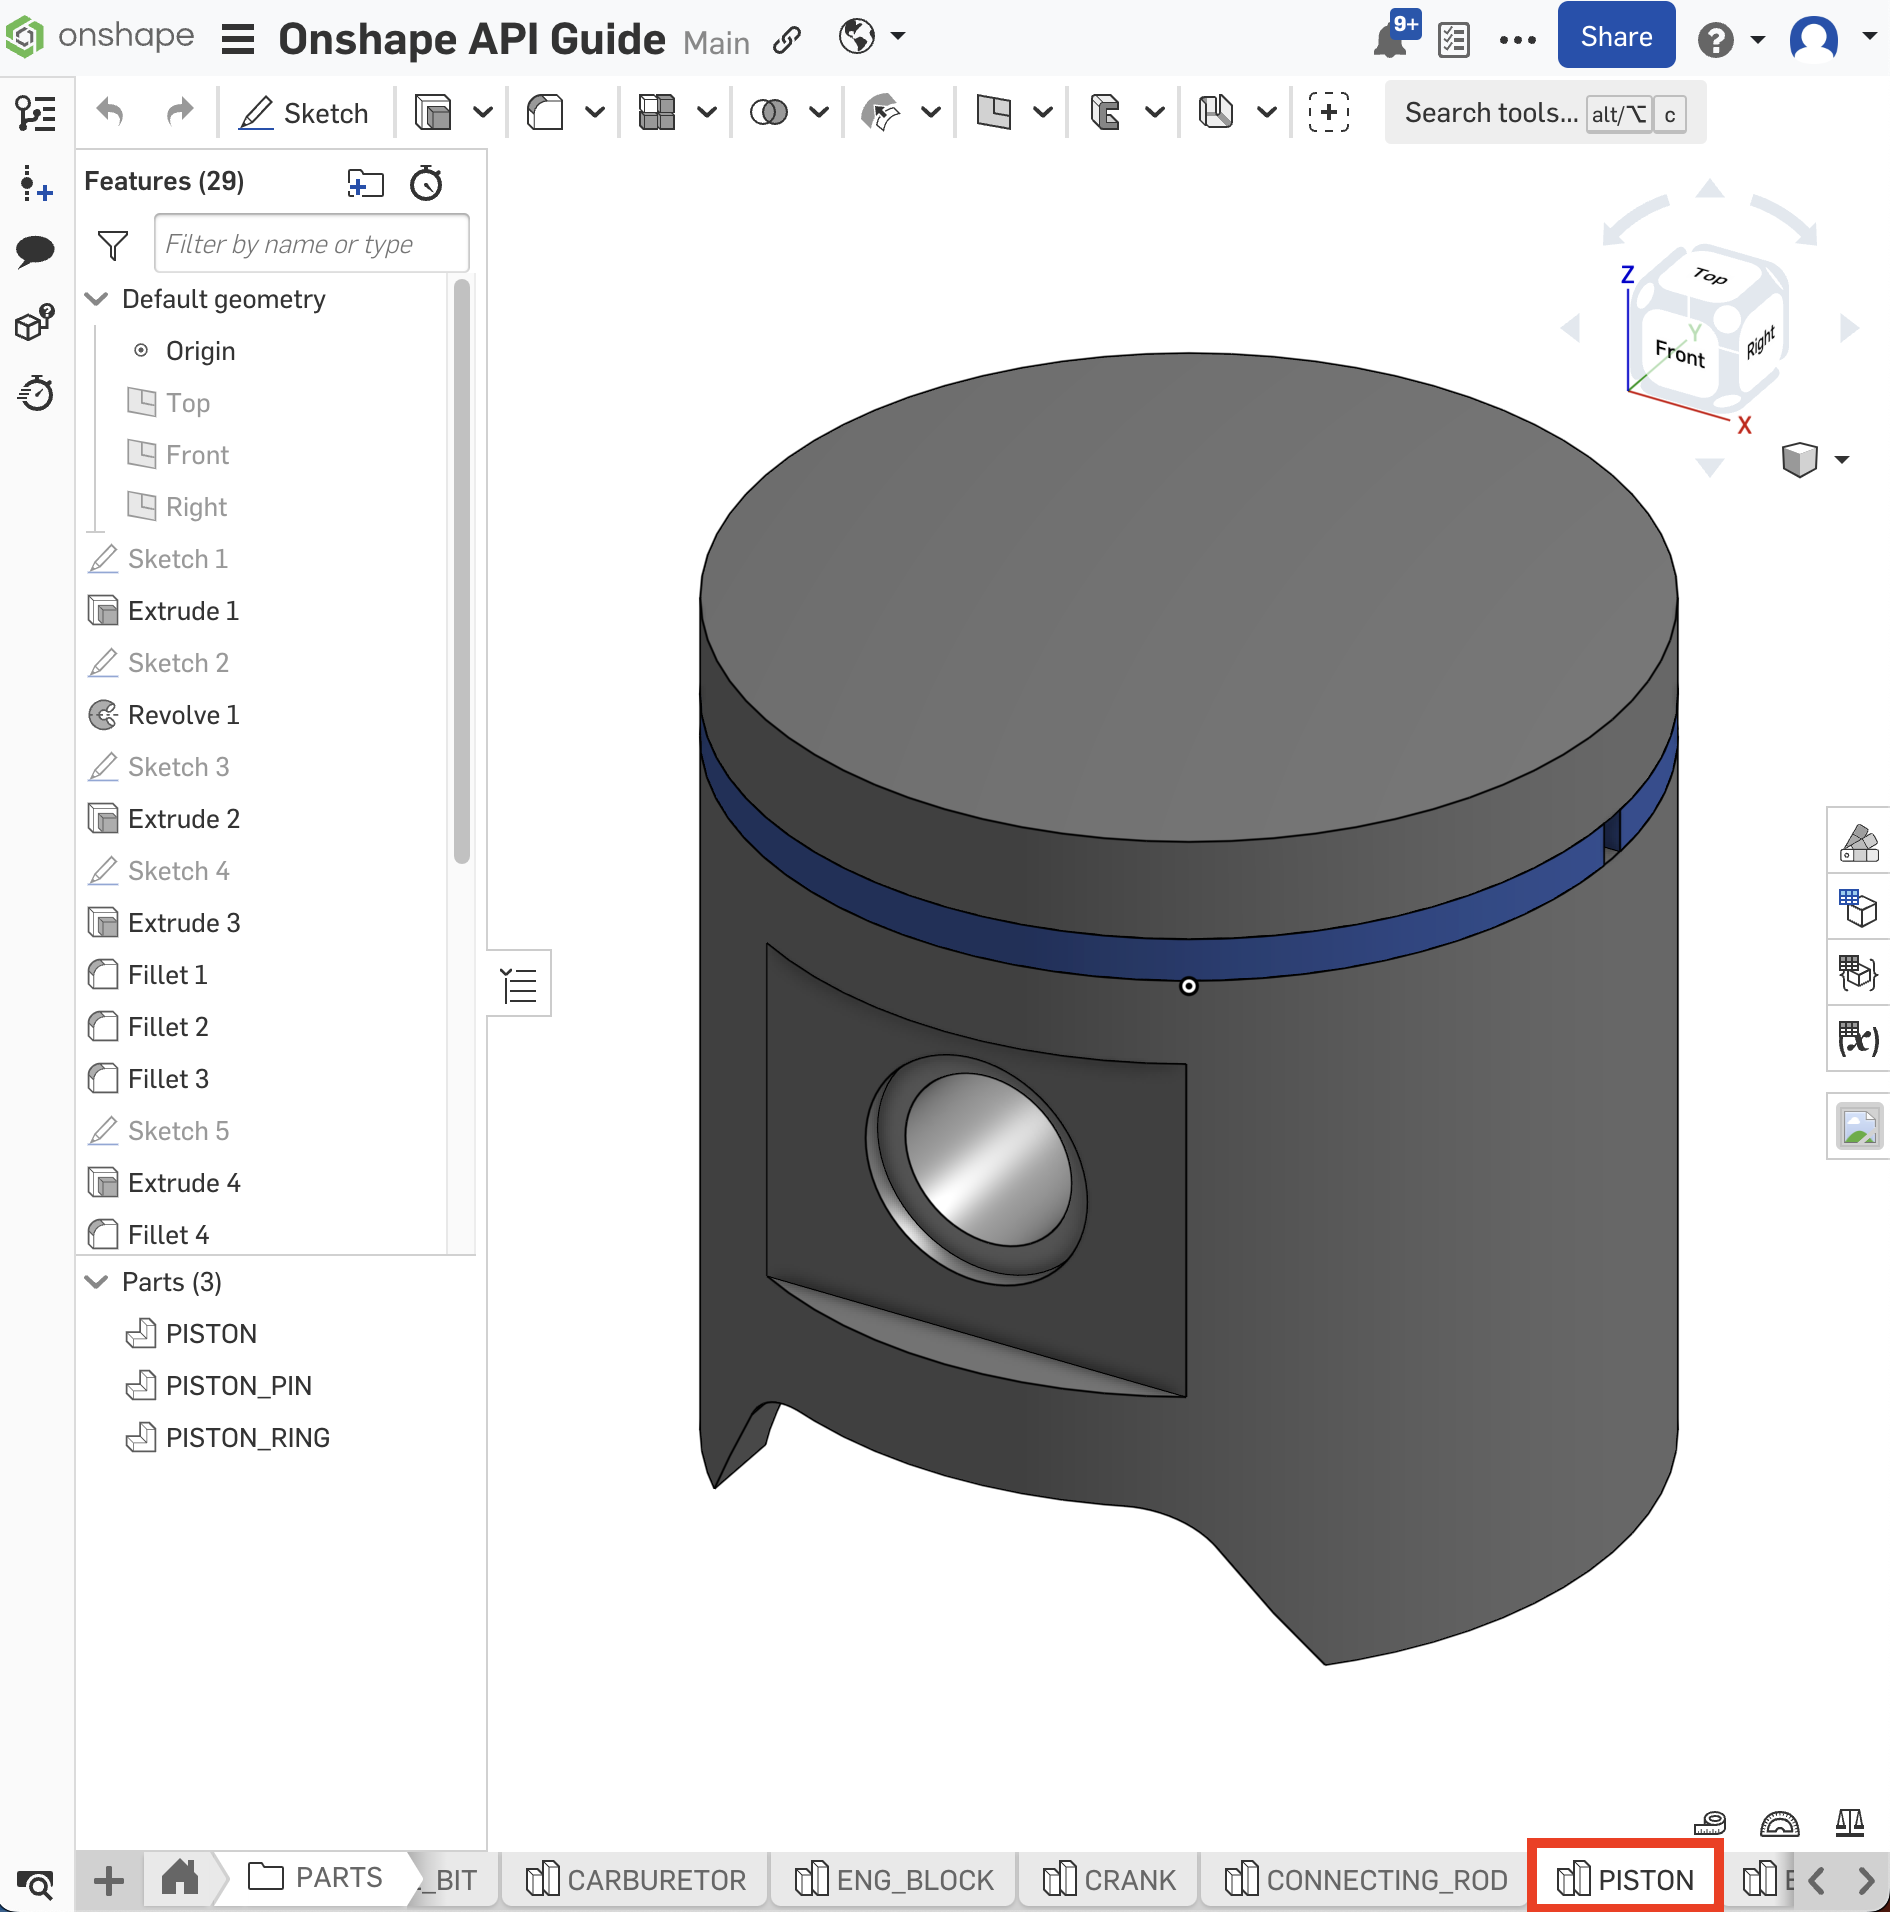 onshape Onshape API Guide Main 9+ Share ?
Sketch Search tools... alt/⌥ c
Features (29)
Filter by name or type
Default geometry
Origin
Top
Front
Right
Sketch 1
Extrude 1
Sketch 2
Revolve 1
Sketch 3
Extrude 2
Sketch 4
Extrude 3
Fillet 1
Fillet 2
Fillet 3
Sketch 5
Extrude 4
Fillet 4
Parts (3)
PISTON
PISTON_PIN
PISTON_RING
Z
Top
Y
Front
Right
X
(x)
PARTS _BIT CARBURETOR ENG_BLOCK CRANK CONNECTING_ROD PISTON